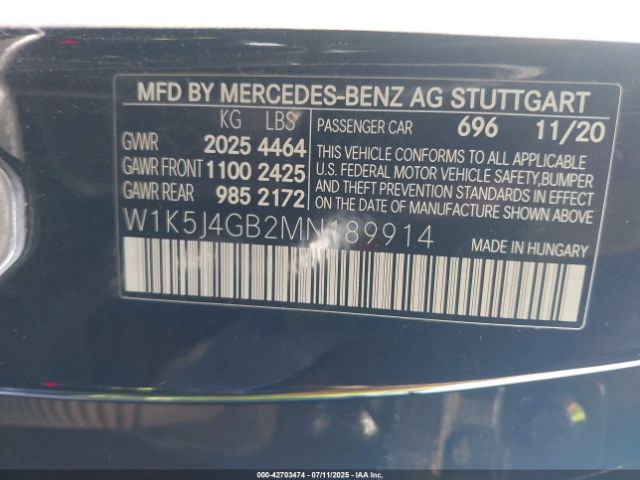 MFD BY MERCEDES-BENZ AG STUTTGART
KG LBS
GVWR 2025 4464
GAWR FRONT 1100 2425
GAWR REAR 985 2172
PASSENGER CAR 696 11/20
THIS VEHICLE CONFORMS TO ALL APPLICABLE
U.S. FEDERAL MOTOR VEHICLE SAFETY,BUMPER
AND THEFT PREVENTION STANDARDS IN EFFECT
ON THE DATE OF MANUFACTURE SHOWN ABOVE.
W1K5J4GB2MN189914
MADE IN HUNGARY
000-42703474 | 07/11/2025 - IAA Inc.